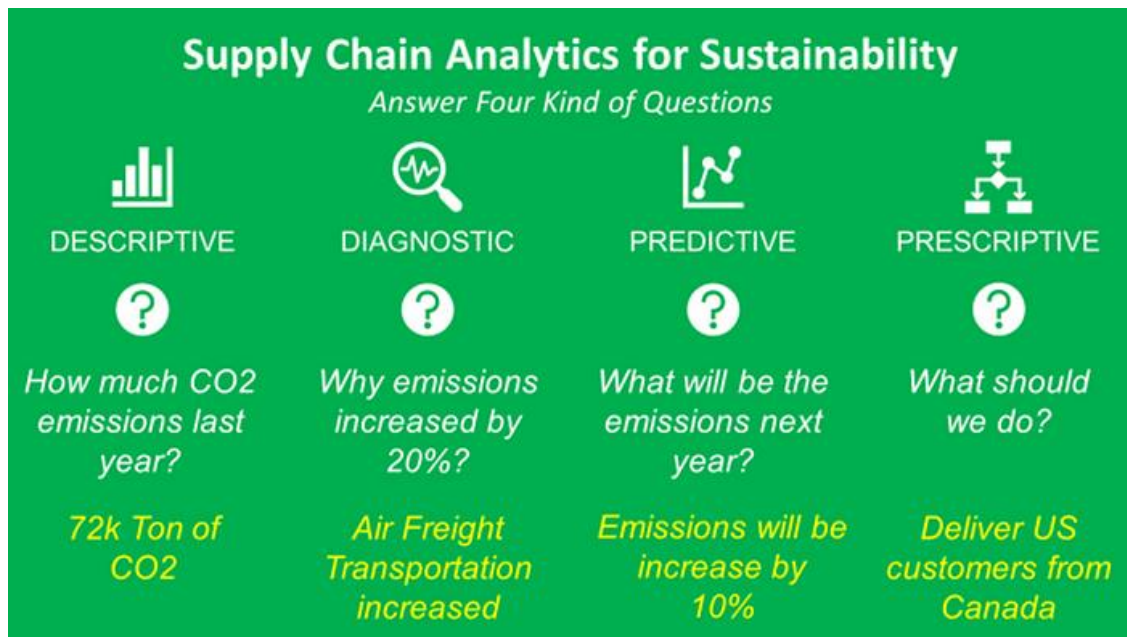 Supply Chain Analytics for Sustainability
Answer Four Kind of Questions
DESCRIPTIVE
?
How much CO2
emissions last
year?
72k Ton of
CO2
DIAGNOSTIC
?
Why emissions
increased by
20%?
Air Freight
Transportation
increased
PREDICTIVE
?
What will be the
emissions next
year?
Emissions will be
increase by
10%
PRESCRIPTIVE
?
What should
we do?
Deliver US
customers from
Canada